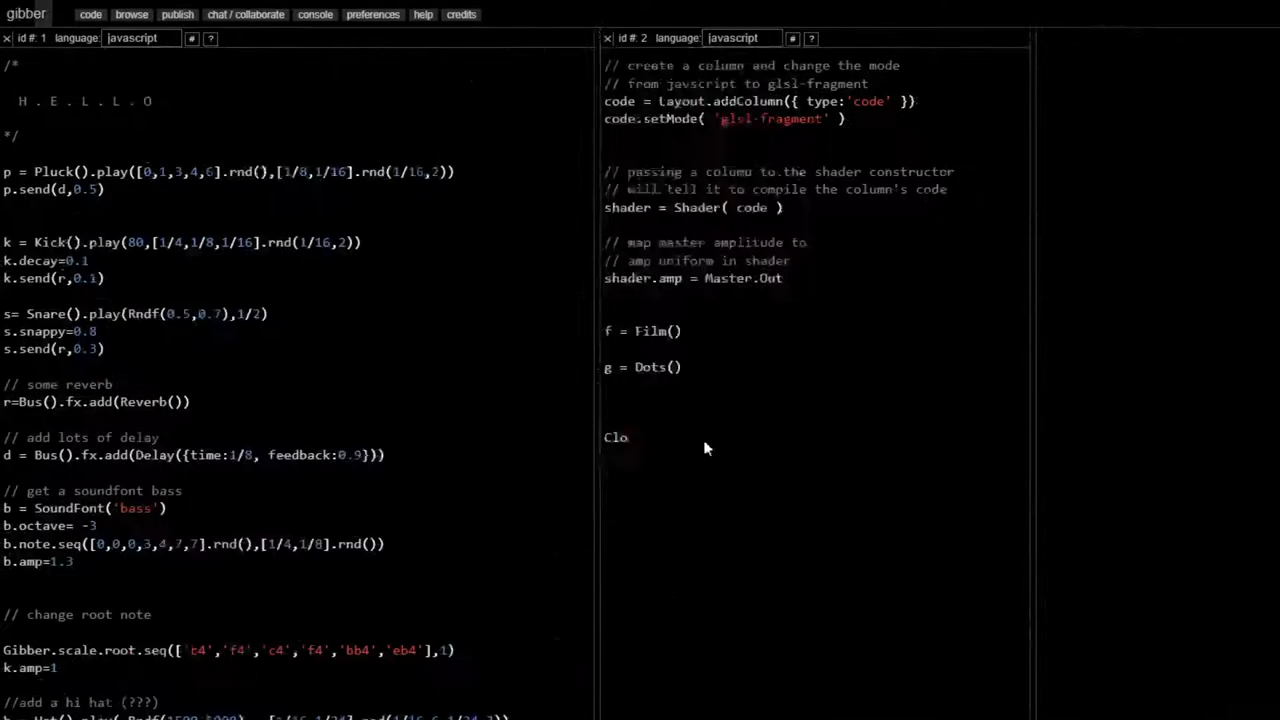 gibber code browse publish chat / collaborate console preferences help credits
× id #: 1 language: javascript # ?
/*
H . E . L . L . O
*/
p = Pluck().play([0,1,3,4,6].rnd(),[1/8,1/16].rnd(1/16,2))
p.send(d,0.5)
k = Kick().play(80,[1/4,1/8,1/16].rnd(1/16,2))
k.decay=0.1
k.send(r,0.1)
s= Snare().play(Rndf(0.5,0.7),1/2)
s.snappy=0.8
s.send(r,0.3)
// some reverb
r=Bus().fx.add(Reverb())
// add lots of delay
d = Bus().fx.add(Delay({time:1/8, feedback:0.9}))
// get a soundfont bass
b = SoundFont('bass')
b.octave= -3
b.note.seq([0,0,0,3,4,7,7].rnd(),[1/4,1/8].rnd())
b.amp=1.3
// change root note
Gibber.scale.root.seq(['c4','f4','c4','f4','bb4','eb4'],1)
k.amp=1
//add a hi hat (???)
× id #: 2 language: javascript # ?
// create a column and change the mode
// from javscript to glsl-fragment
code = Layout.addColumn({ type:'code' })
code.setMode( 'glsl-fragment' )
// passing a column to the shader constructor
// will tell it to compile the column's code
shader = Shader( code )
// map master amplitude to
// amp uniform in shader
shader.amp = Master.Out
f = Film()
g = Dots()
Clo